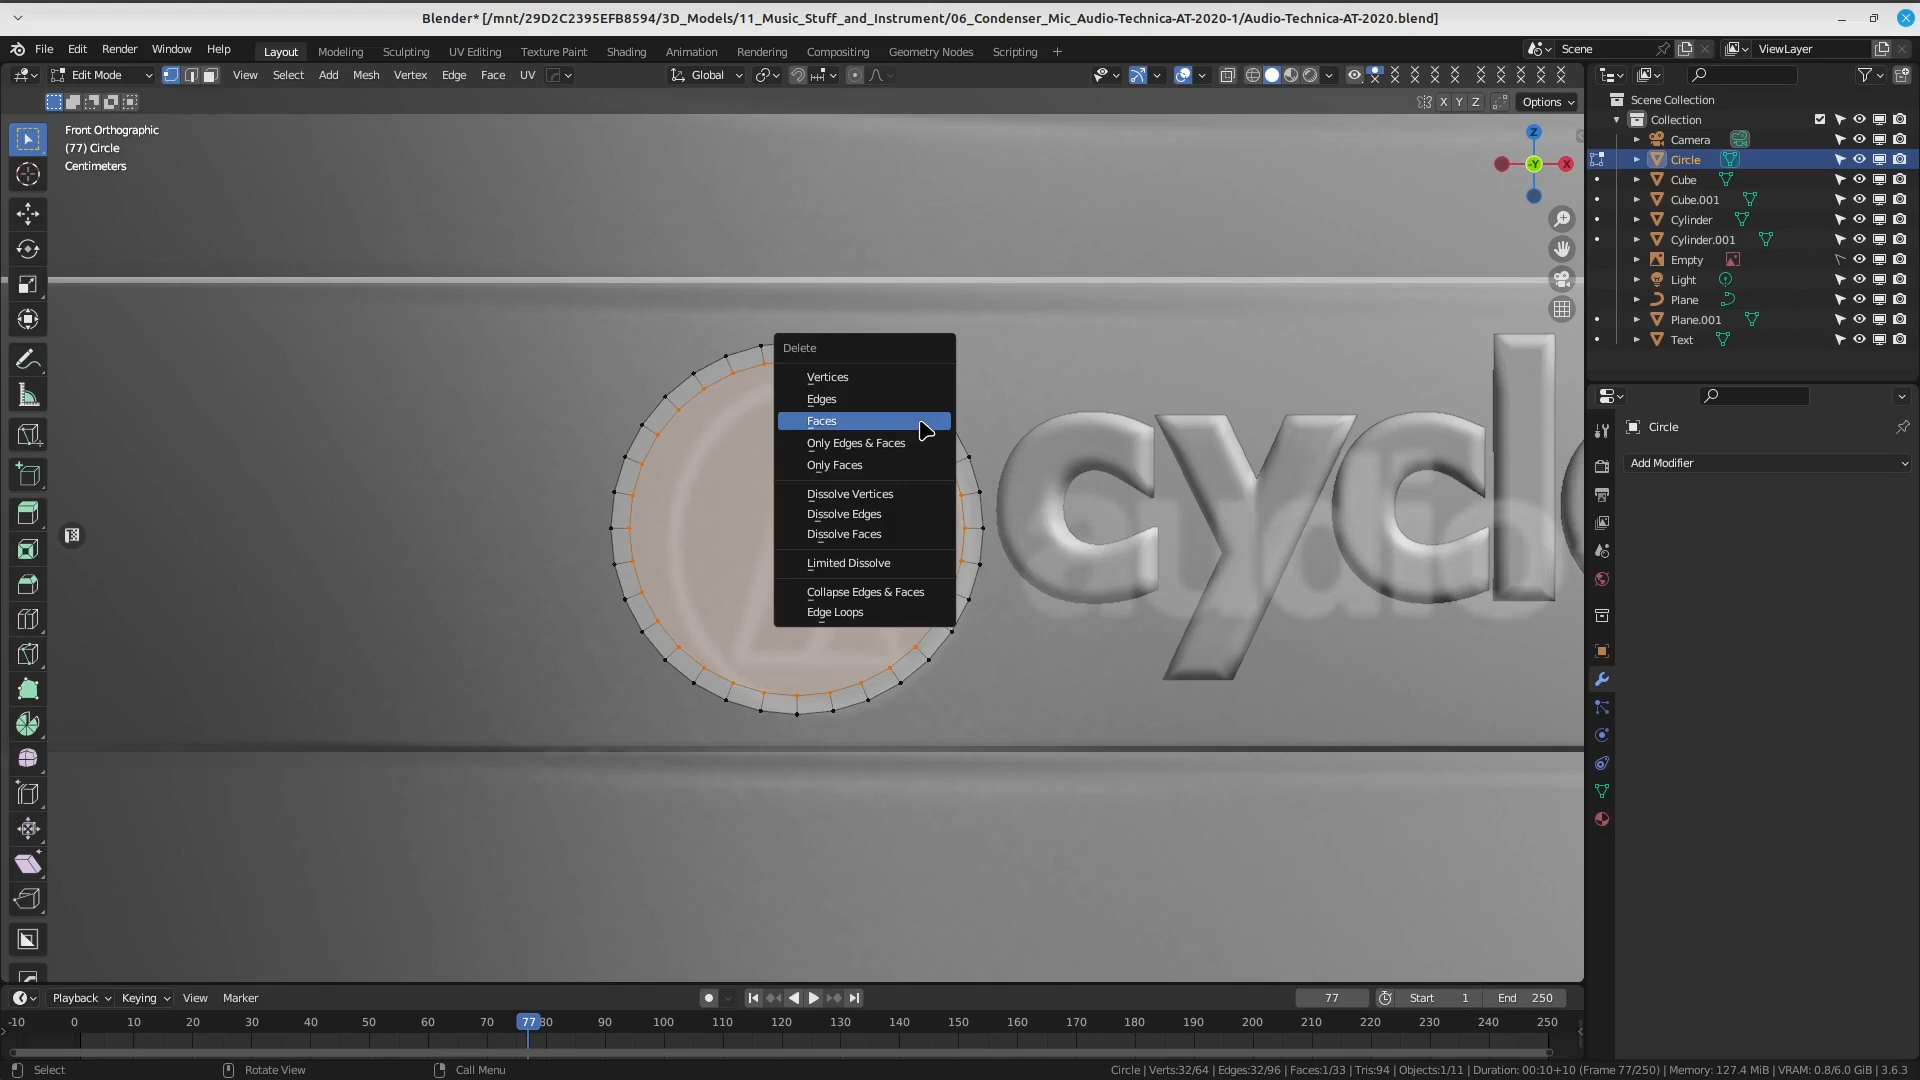 Blender* [/mnt/29D2C2395EFB8594/3D_Models/11_Music_Stuff_and_Instrument/06_Condenser_Mic_Audio-Technica-AT-2020-1/Audio-Technica-AT-2020.blend]
File Edit Render Window Help Layout Modeling Sculpting UV Editing Texture Paint Shading Animation Rendering Compositing Geometry Nodes Scripting + Scene ViewLayer
Edit Mode View Select Add Mesh Vertex Edge Face UV Global
X Y Z Options
Front Orthographic
(77) Circle
Centimeters
Z
-Y X
Scene Collection
Collection
Camera
Circle
Cube
Cube.001
Cylinder
Cylinder.001
Empty
Light
Plane
Plane.001
Text
Circle
Add Modifier
Delete
Vertices
Edges
Faces
Only Edges & Faces
Only Faces
Dissolve Vertices
Dissolve Edges
Dissolve Faces
Limited Dissolve
Collapse Edges & Faces
Edge Loops
cycl
audio
Playback Keying View Marker 77 Start 1 End 250
-10 0 10 20 30 40 50 60 70 77 80 90 100 110 120 130 140 150 160 170 180 190 200 210 220 230 240 250
Select Rotate View Call Menu Circle | Verts:32/64 | Edges:32/96 | Faces:1/33 | Tris:94 | Objects:1/11 | Duration: 00:10+10 (Frame 77/250) | Memory: 127.4 MiB | VRAM: 0.8/6.0 GiB | 3.6.3